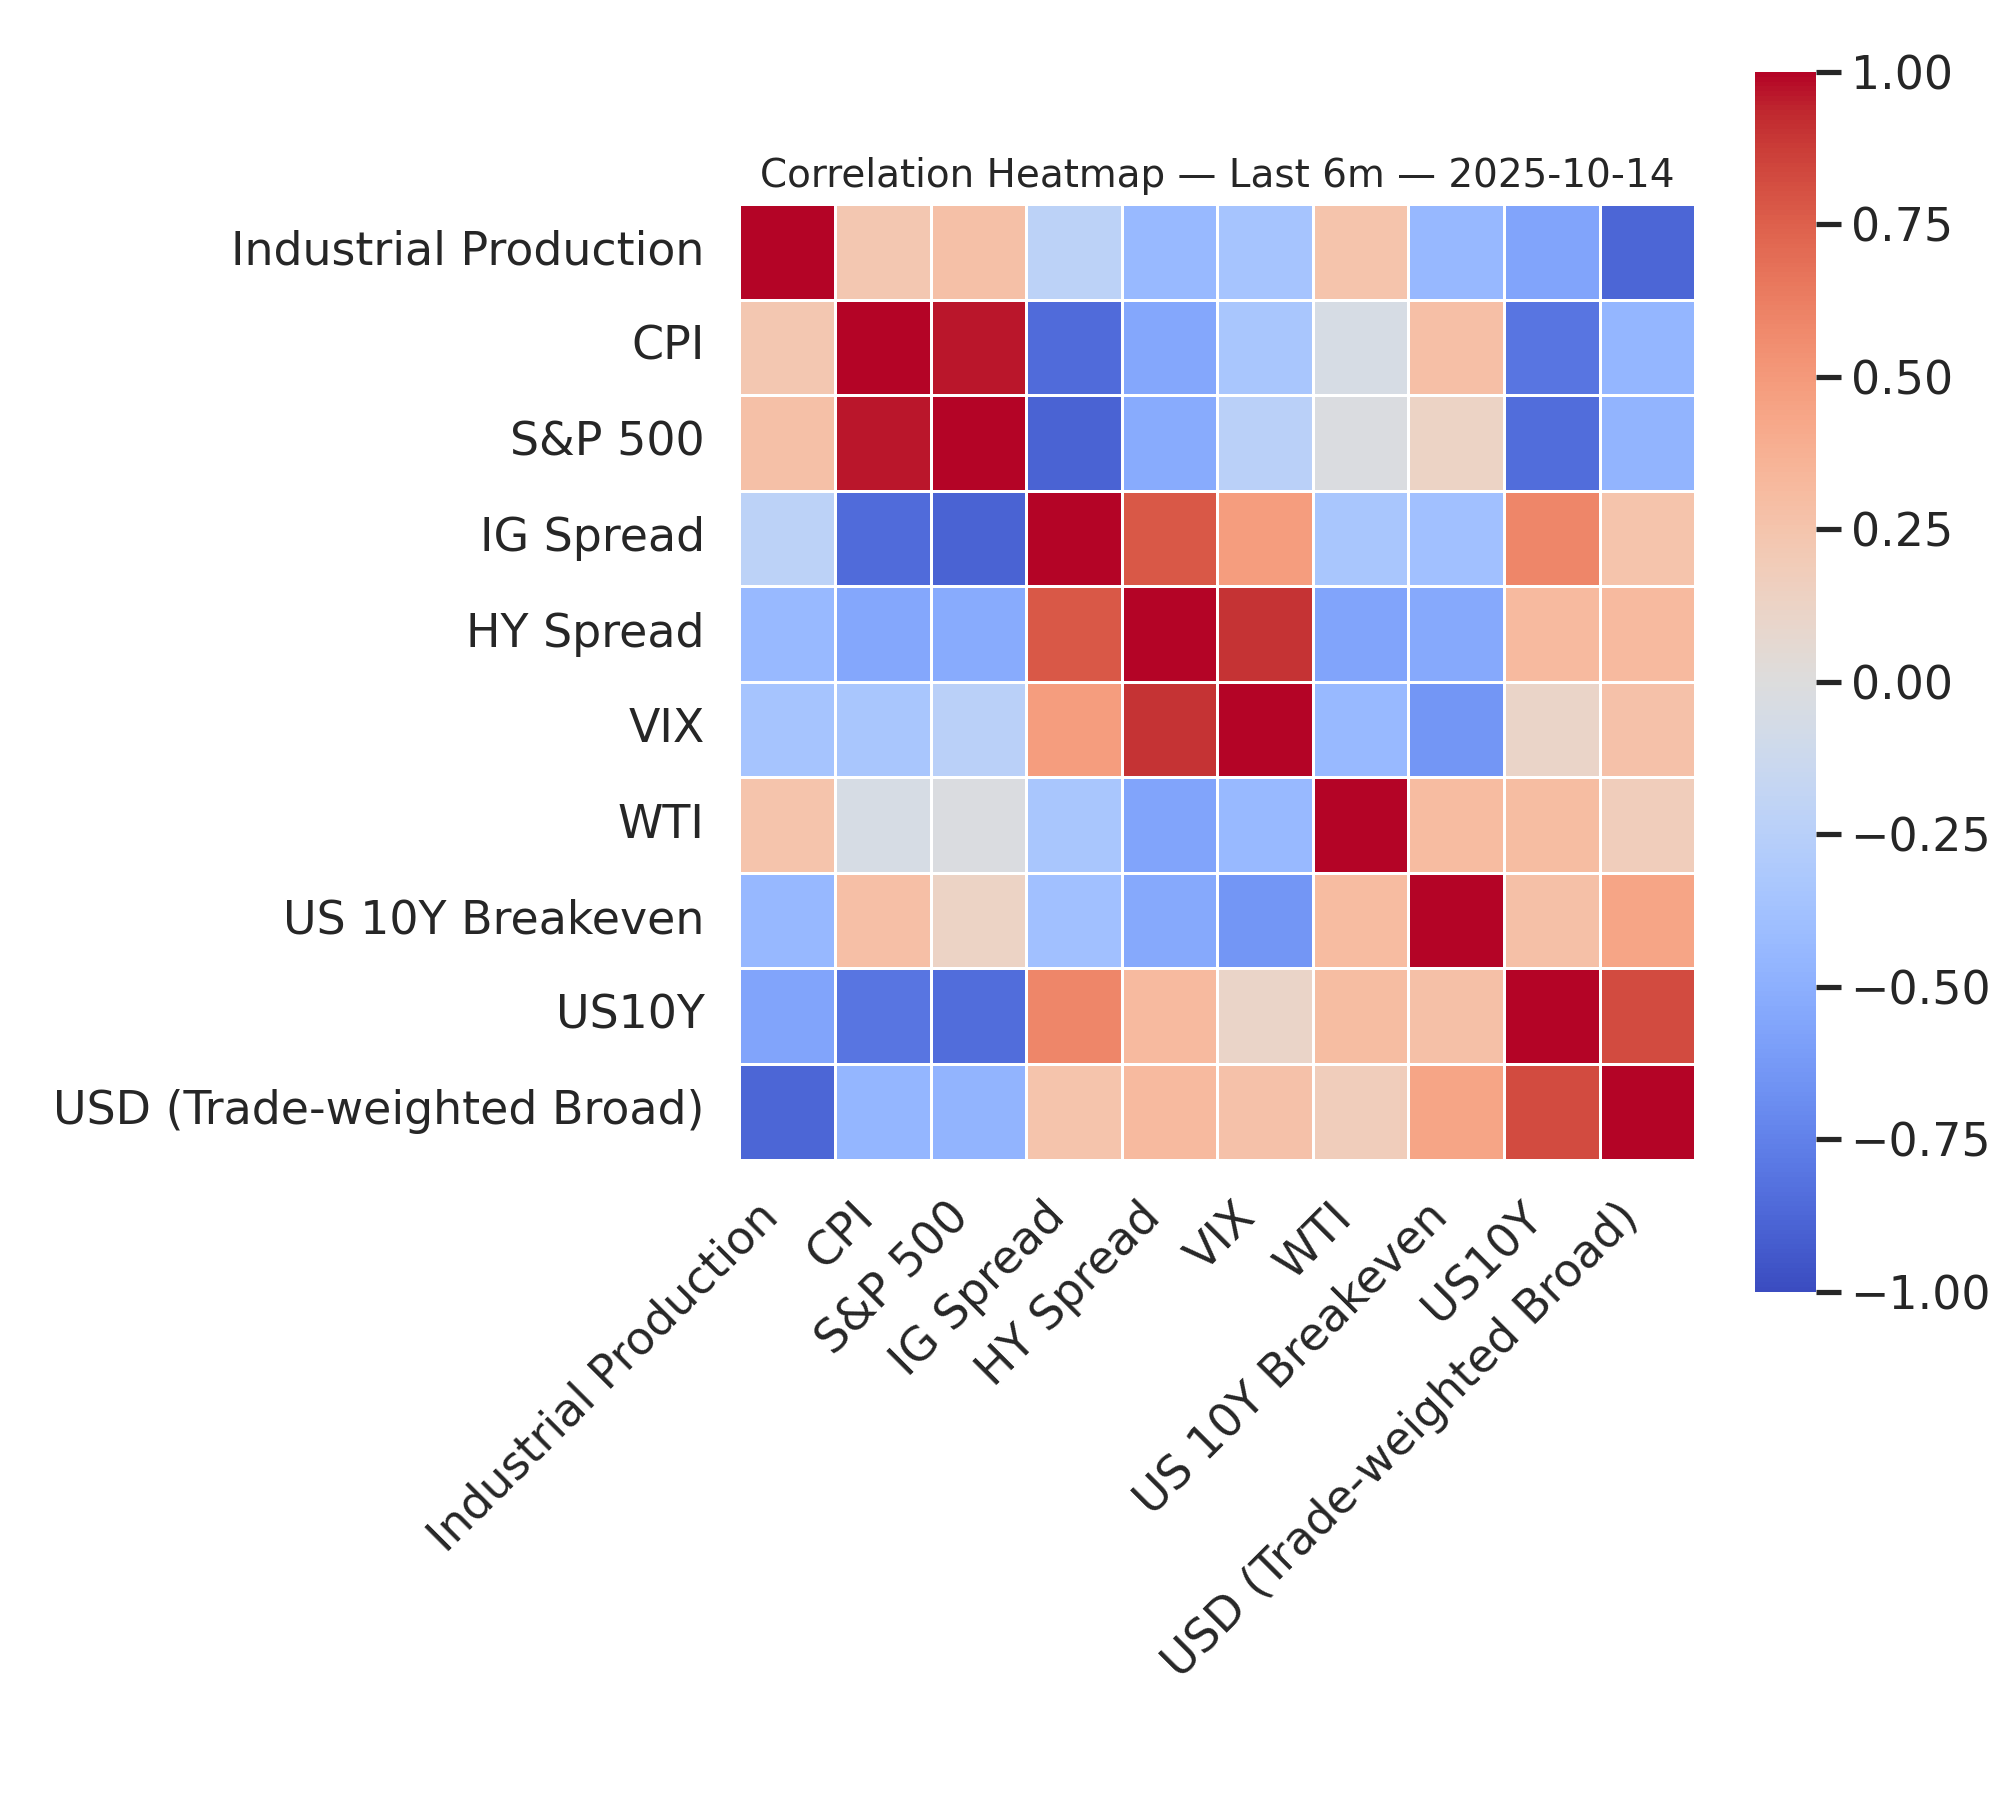 Correlation Heatmap — Last 6m — 2025-10-14
Industrial Production
CPI
S&P 500
IG Spread
HY Spread
VIX
WTI
US 10Y Breakeven
US10Y
USD (Trade-weighted Broad)
Industrial Production
CPI
S&P 500
IG Spread
HY Spread
VIX
WTI
US 10Y Breakeven
US10Y
USD (Trade-weighted Broad)
1.00
0.75
0.50
0.25
0.00
−0.25
−0.50
−0.75
−1.00